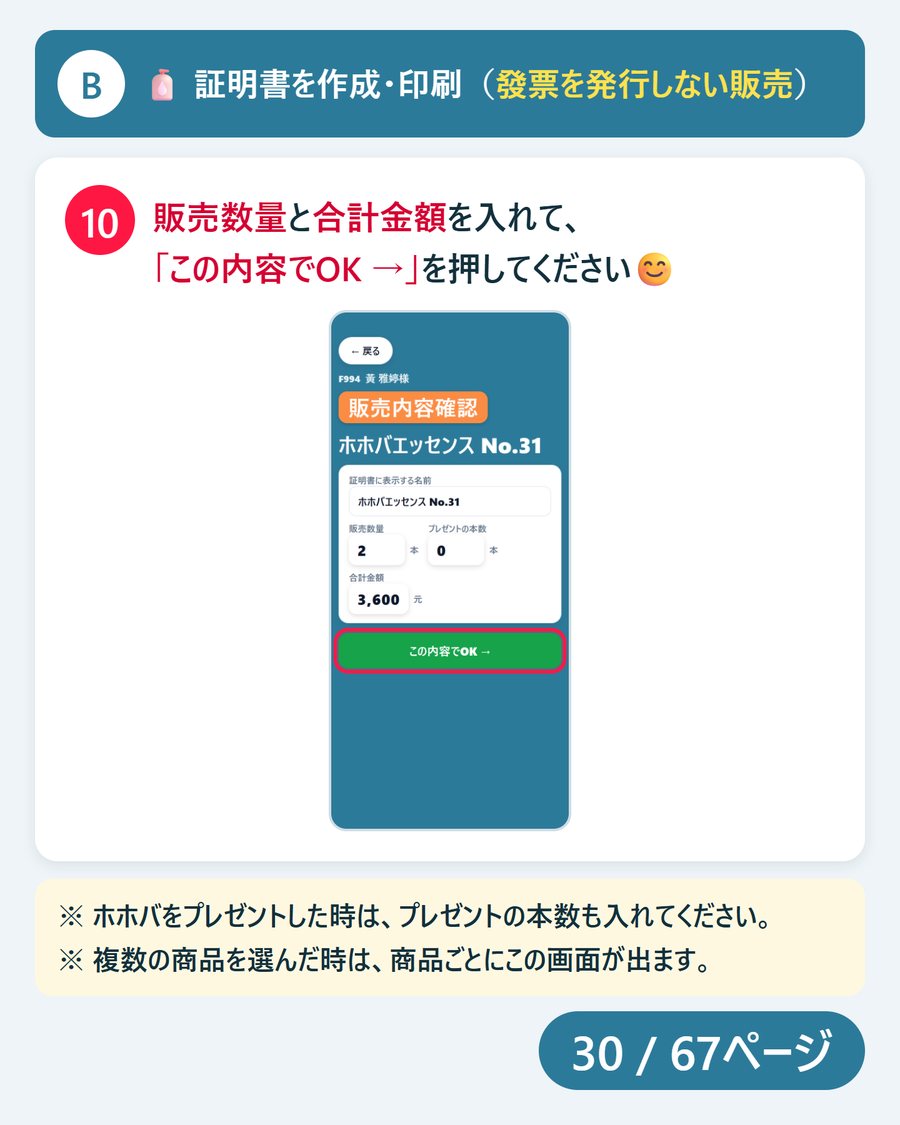 B 証明書を作成・印刷（發票を発行しない販売）
10 販売数量と合計金額を入れて、
「この内容でOK →」を押してください😊
← 戻る
F994 黃 雅婷様
販売内容確認
ホホバエッセンス No.31
証明書に表示する名前
ホホバエッセンス No.31
販売数量 プレゼントの本数
2 本 0 本
合計金額
3,600 元
この内容でOK →
※ ホホバをプレゼントした時は、プレゼントの本数も入れてください。
※ 複数の商品を選んだ時は、商品ごとにこの画面が出ます。
30 / 67ページ